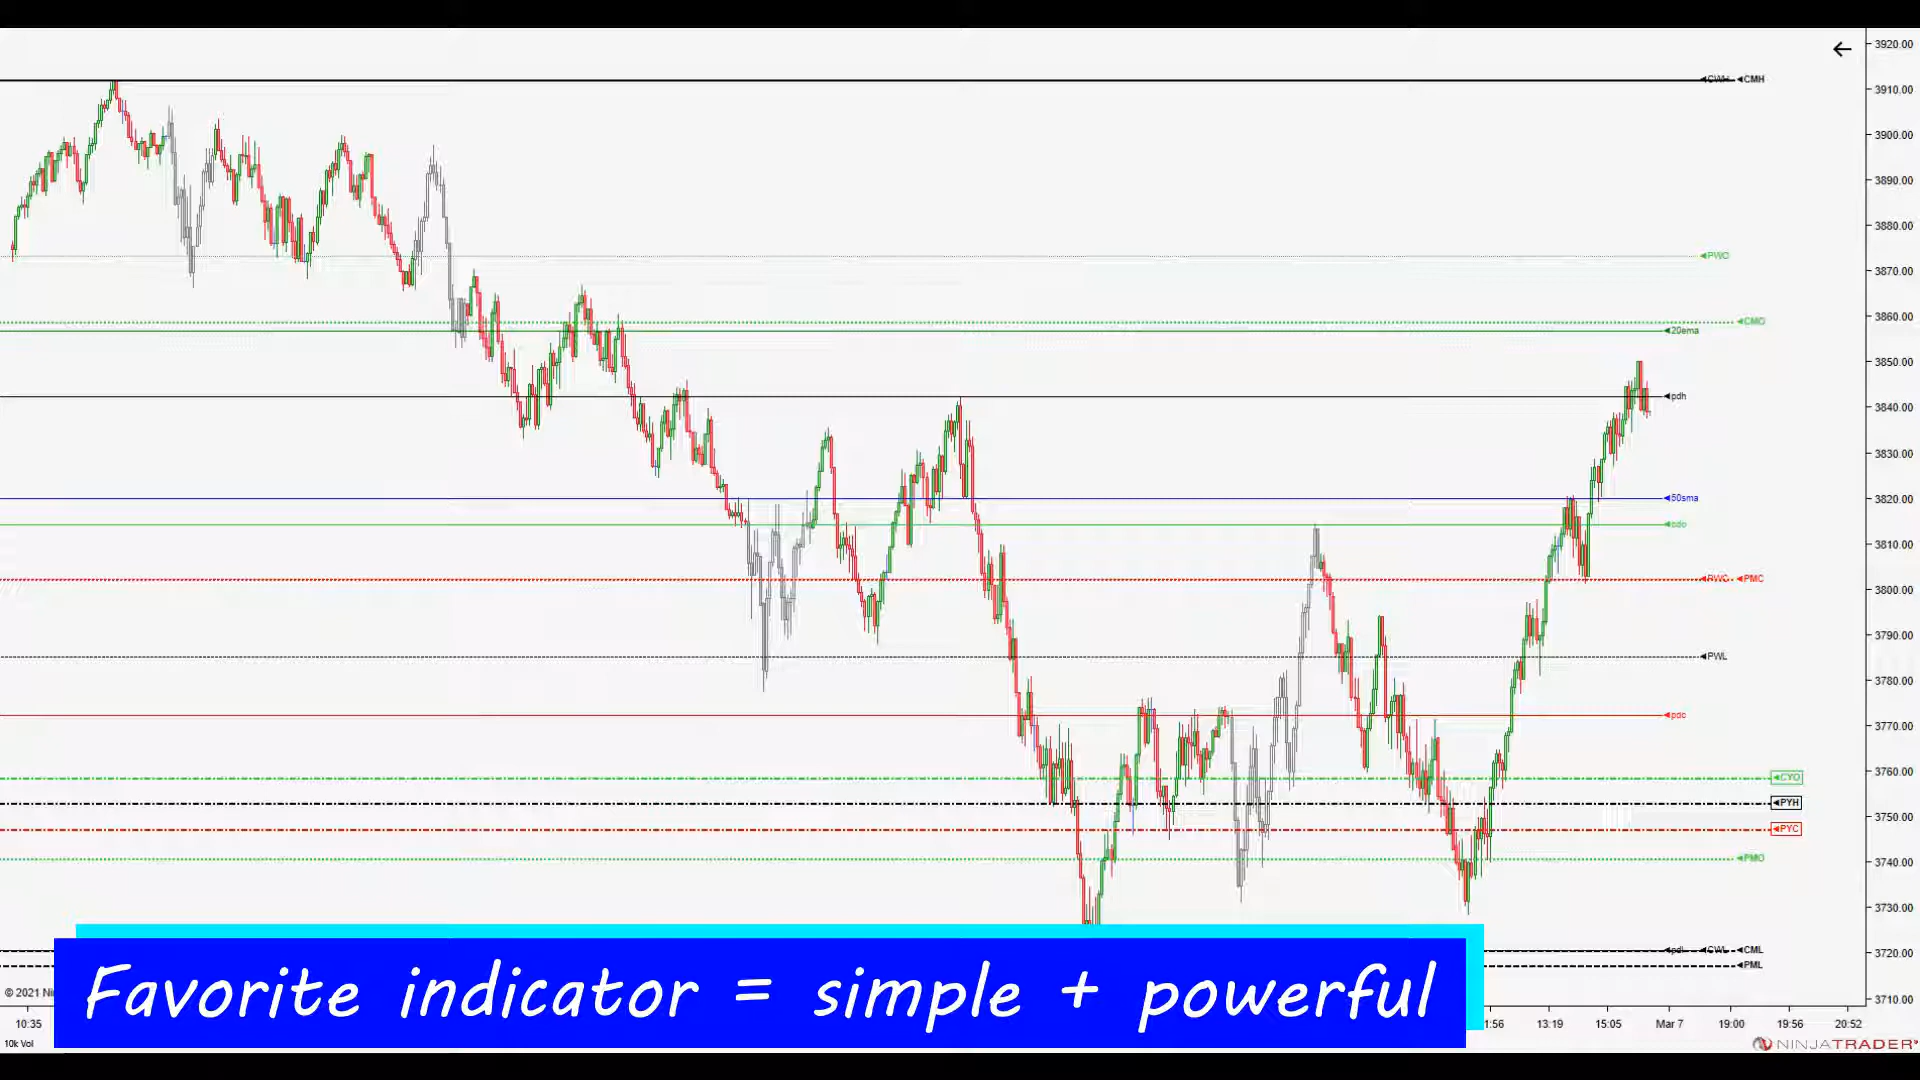 3920.00
CWH CMH
3910.00
3900.00
3890.00
3880.00
3870.00
PWO
3860.00
CMO
20ema
3850.00
pdh
3840.00
3830.00
3820.00
50sma
pdo
3810.00
3800.00
PWC PMC
3790.00
PWL
3780.00
3770.00
pdc
3760.00
CYO
PYH
3750.00
PYC
3740.00
PMO
3730.00
3720.00
pdl CWL CML
PML
3710.00
© 2021
Favorite indicator = simple + powerful
10:35 13:19 15:05 Mar 7 19:00 19:56 20:52
10k Vol
NINJATRADER